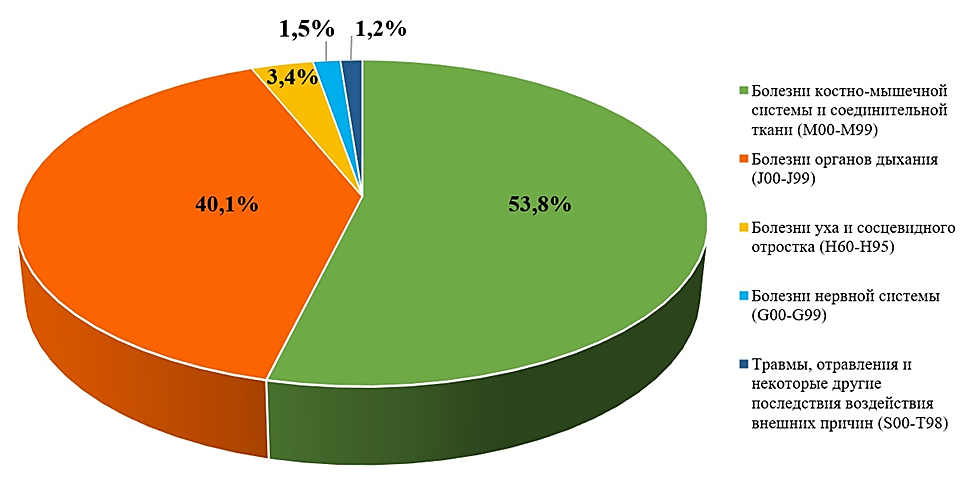 1,5%
1,2%
3,4%
40,1%
53,8%
Болезни костно-мышечной
системы и соединительной
ткани (M00-M99)
Болезни органов дыхания
(J00-J99)
Болезни уха и сосцевидного
отростка (H60-H95)
Болезни нервной системы
(G00-G99)
Травмы, отравления и
некоторые другие
последствия воздействия
внешних причин (S00-T98)